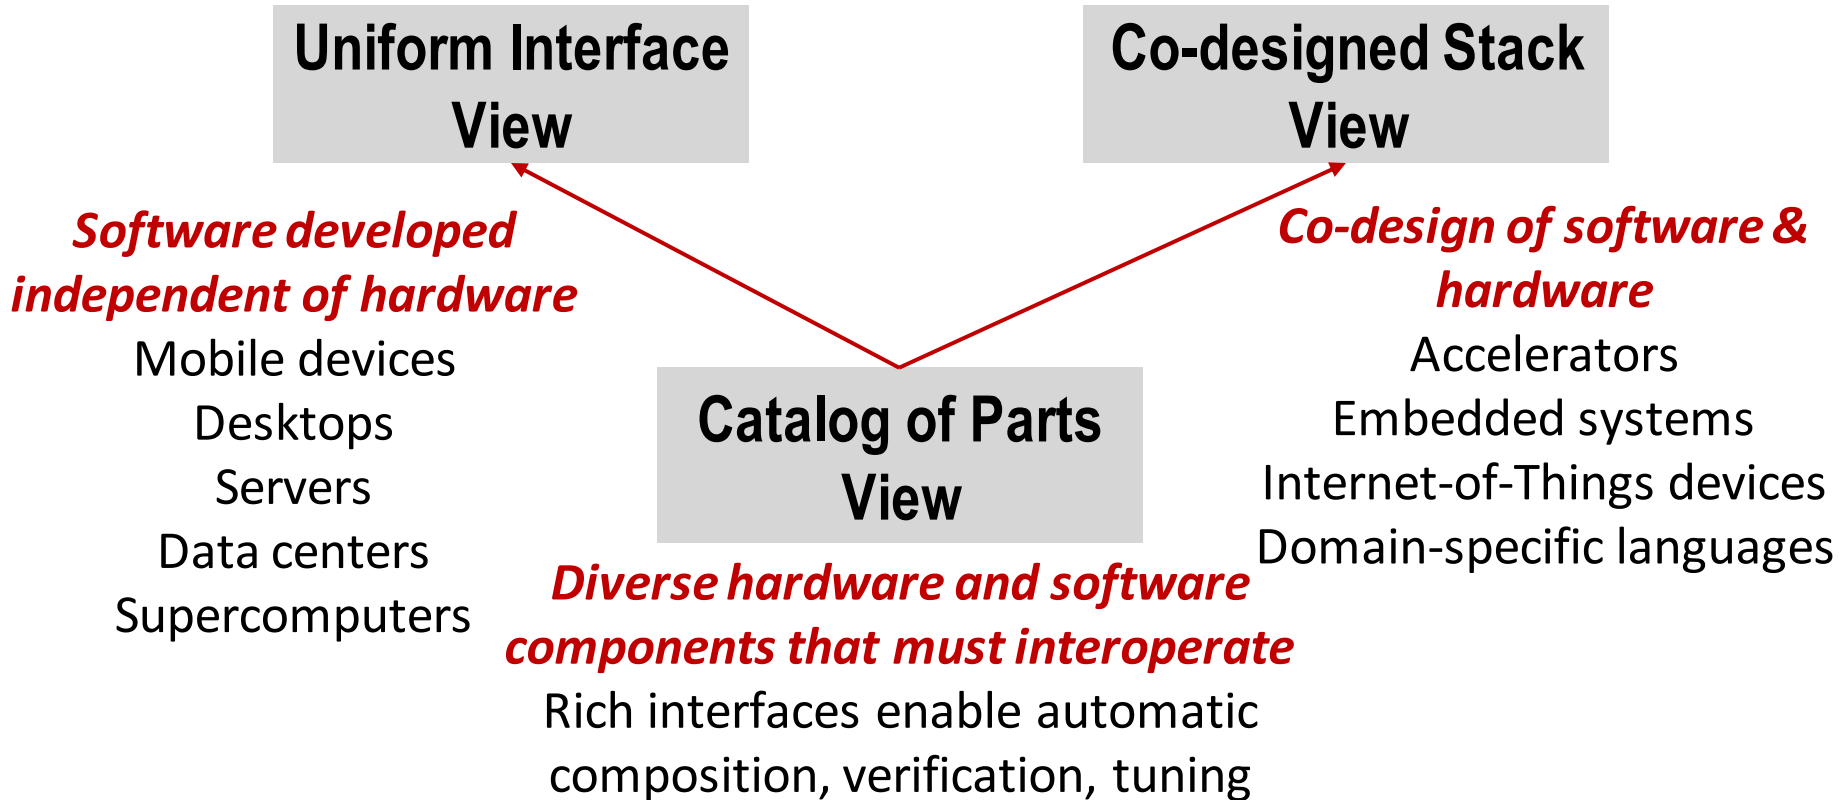 Uniform Interface
View
Software developed
independent of hardware
Mobile devices
Desktops
Servers
Data centers
Supercomputers
Co-designed Stack
View
Co-design of software &
hardware
Accelerators
Embedded systems
Internet-of-Things devices
Domain-specific languages
Catalog of Parts
View
Diverse hardware and software
components that must interoperate
Rich interfaces enable automatic
composition, verification, tuning